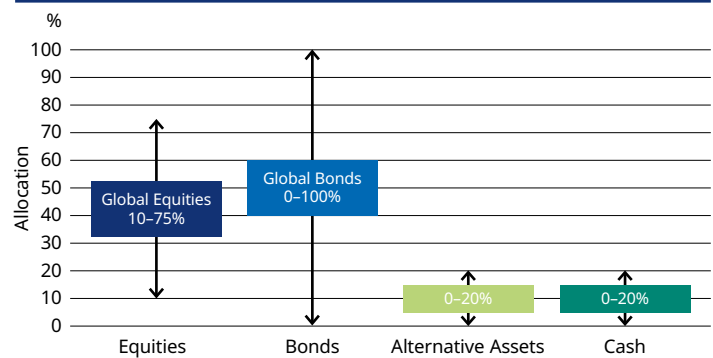 %
100
90
80
70
60
50
40
30
20
10
0
Allocation
Global Equities
10–75%
Global Bonds
0–100%
0–20%
0–20%
Equities
Bonds
Alternative Assets
Cash